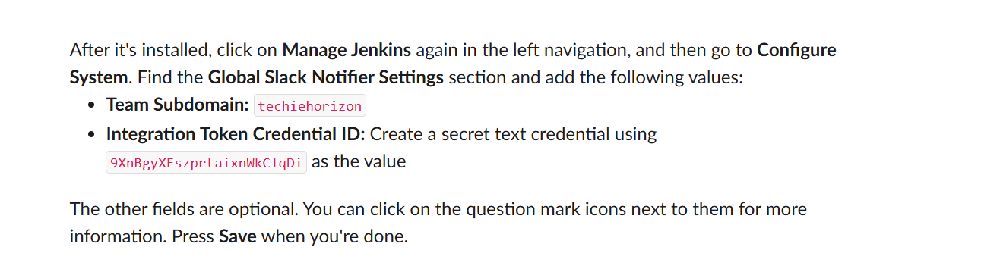 After it's installed, click on Manage Jenkins again in the left navigation, and then go to Configure
System. Find the Global Slack Notifier Settings section and add the following values:
• Team Subdomain: techiehorizon
• Integration Token Credential ID: Create a secret text credential using
9XnBgyXEszprtaixnWkClqDi as the value
The other fields are optional. You can click on the question mark icons next to them for more
information. Press Save when you're done.